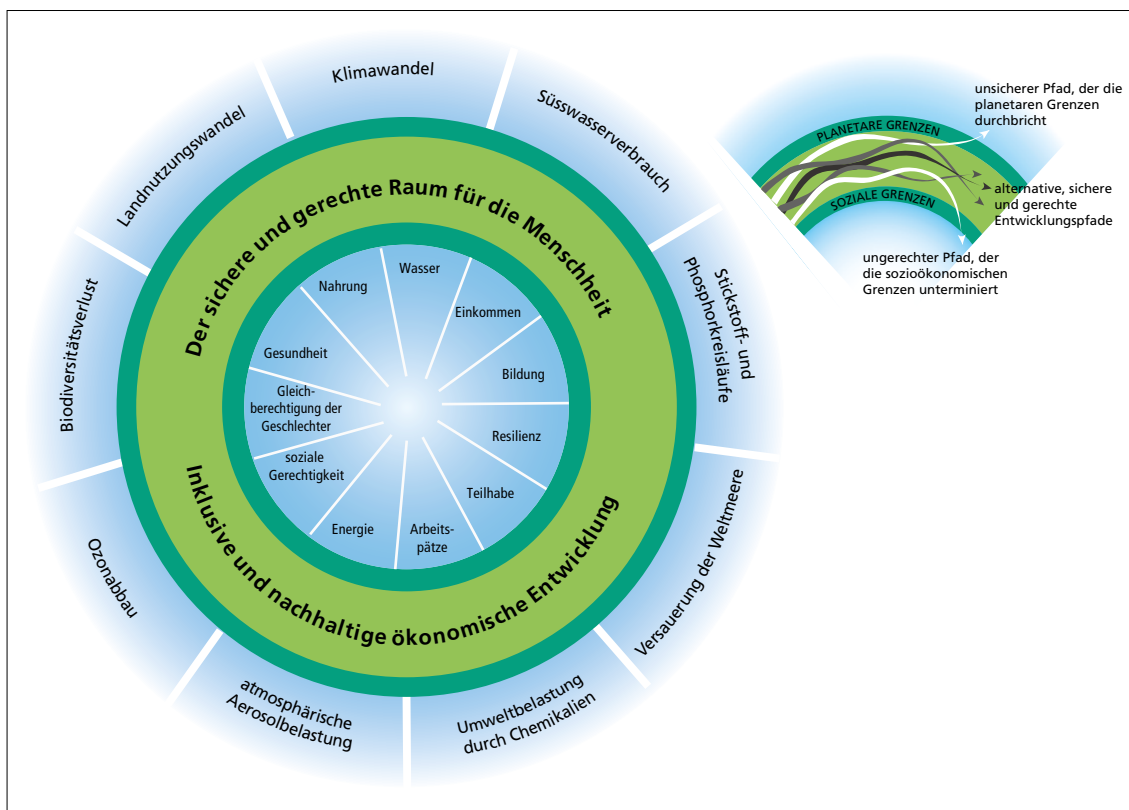 Klimawandel
Süsswasserverbrauch
Stickstoff- und
Phosphorkreisläufe
Versauerung der Weltmeere
Umweltbelastung
durch Chemikalien
atmosphärische
Aerosolbelastung
Ozonabbau
Biodiversitätsverlust
Landnutzungswandel
Der sichere und gerechte Raum für die Menschheit
Inklusive und nachhaltige ökonomische Entwicklung
Wasser
Einkommen
Bildung
Resilienz
Teilhabe
Arbeits-
pätze
Energie
soziale
Gerechtigkeit
Gleich-
berechtigung der
Geschlechter
Gesundheit
Nahrung
unsicherer Pfad, der die
planetaren Grenzen
durchbricht
PLANETARE GRENZEN
SOZIALE GRENZEN
alternative, sichere
und gerechte
Entwicklungspfade
ungerechter Pfad, der
die sozioökonomischen
Grenzen unterminiert